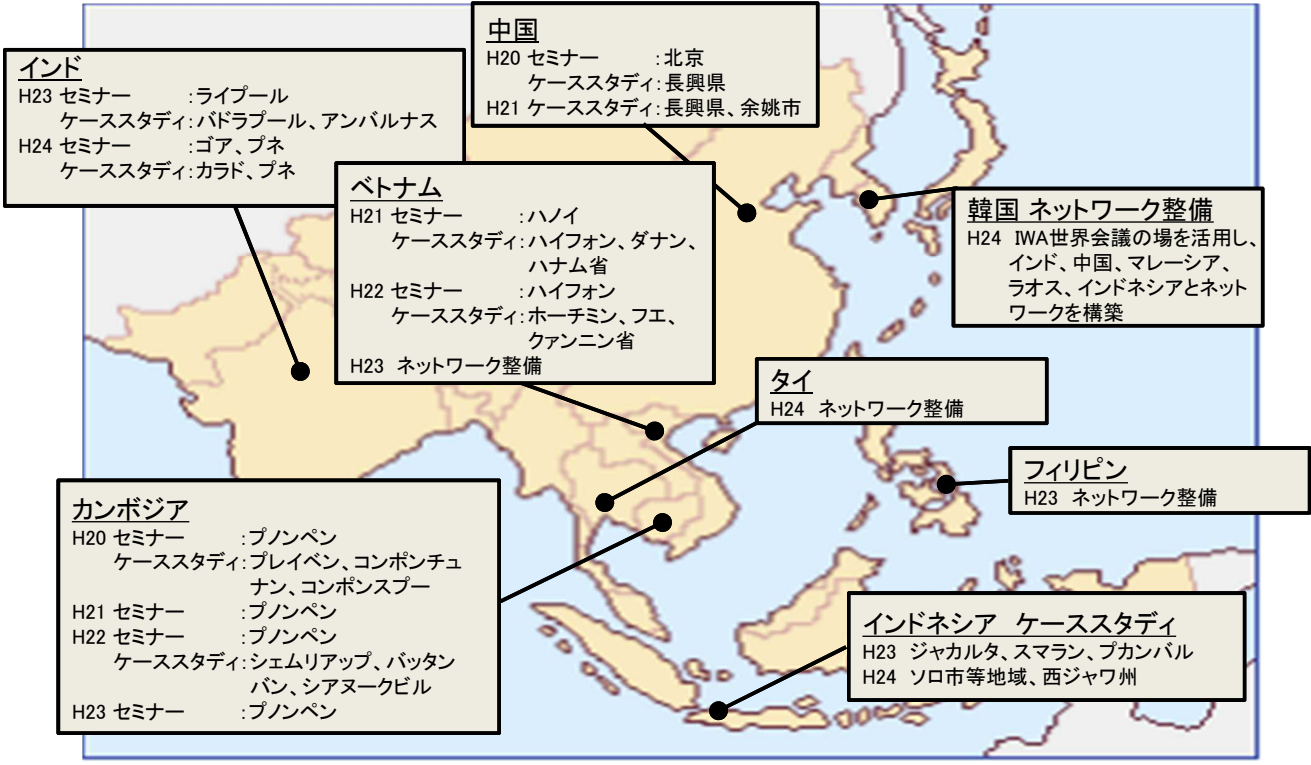 中国
H20 セミナー　　　：北京
ケーススタディ：長興県
H21 ケーススタディ：長興県、余姚市
インド
H23 セミナー　　　：ライプール
ケーススタディ：バドラプール、アンバルナス
H24 セミナー　　　：ゴア、プネ
ケーススタディ：カラド、プネ
ベトナム
H21 セミナー　　　：ハノイ
ケーススタディ：ハイフォン、ダナン、
ハナム省
H22 セミナー　　　：ハイフォン
ケーススタディ：ホーチミン、フエ、
クァンニン省
H23 ネットワーク整備
韓国 ネットワーク整備
H24 IWA世界会議の場を活用し、
インド、中国、マレーシア、
ラオス、インドネシアとネット
ワークを構築
タイ
H24 ネットワーク整備
フィリピン
H23 ネットワーク整備
カンボジア
H20 セミナー　　　：プノンペン
ケーススタディ：プレイベン、コンポンチュ
ナン、コンポンスプー
H21 セミナー　　　：プノンペン
H22 セミナー　　　：プノンペン
ケーススタディ：シェムリアップ、バッタン
バン、シアヌークビル
H23 セミナー　　　：プノンペン
インドネシア　ケーススタディ
H23 ジャカルタ、スマラン、プカンバル
H24 ソロ市等地域、西ジャワ州